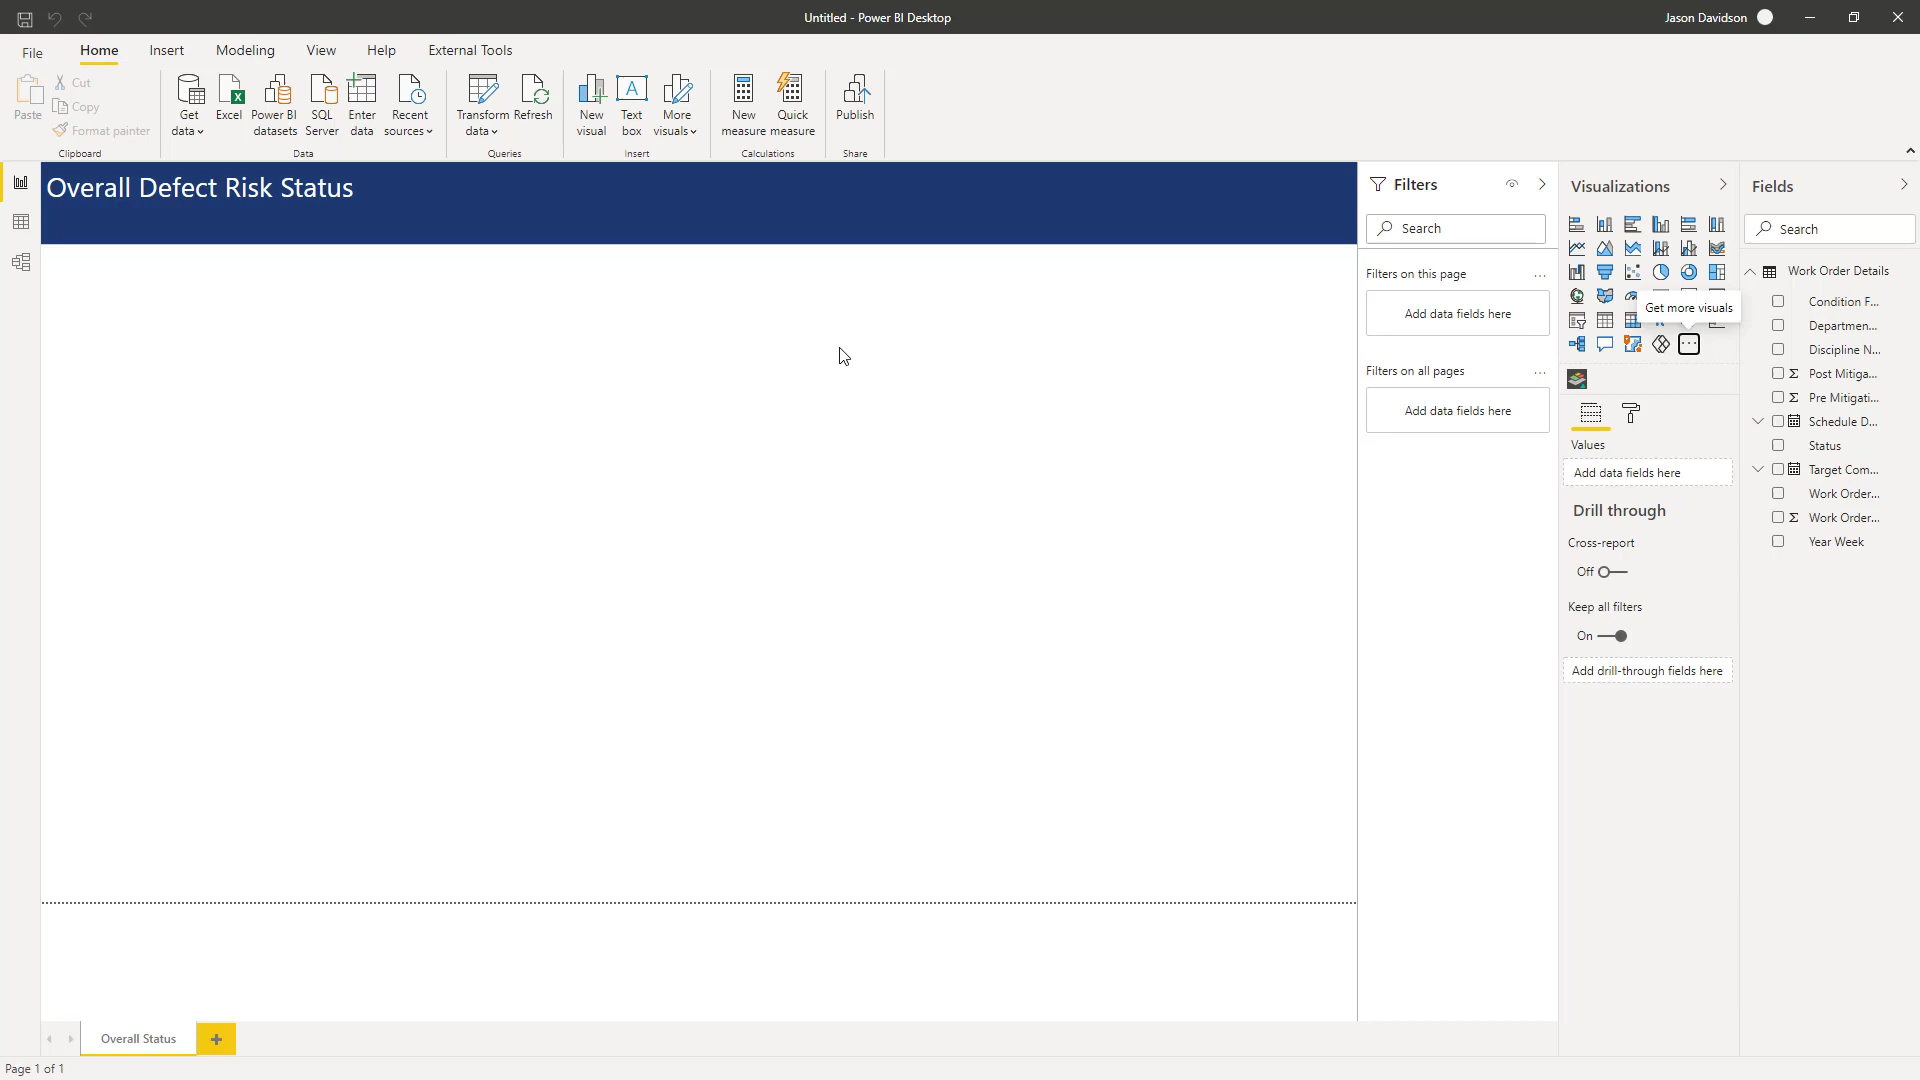 Untitled - Power BI Desktop
Jason Davidson
File
Home
Insert
Modeling
View
Help
External Tools
Paste
Cut
Copy
Format painter
Clipboard
Get data
Excel
Power BI datasets
SQL Server
Enter data
Recent sources
Data
Transform data
Refresh
Queries
New visual
Text box
More visuals
Insert
New measure
Quick measure
Calculations
Publish
Share
Overall Defect Risk Status
Filters
Search
Filters on this page
...
Add data fields here
Filters on all pages
...
Add data fields here
Visualizations
Get more visuals
Values
Add data fields here
Drill through
Cross-report
Off
Keep all filters
On
Add drill-through fields here
Fields
Search
Work Order Details
Condition F...
Departmen...
Discipline N...
Σ Post Mitiga...
Σ Pre Mitigati...
Schedule D...
Status
Target Com...
Work Order...
Σ Work Order...
Year Week
Overall Status
Page 1 of 1